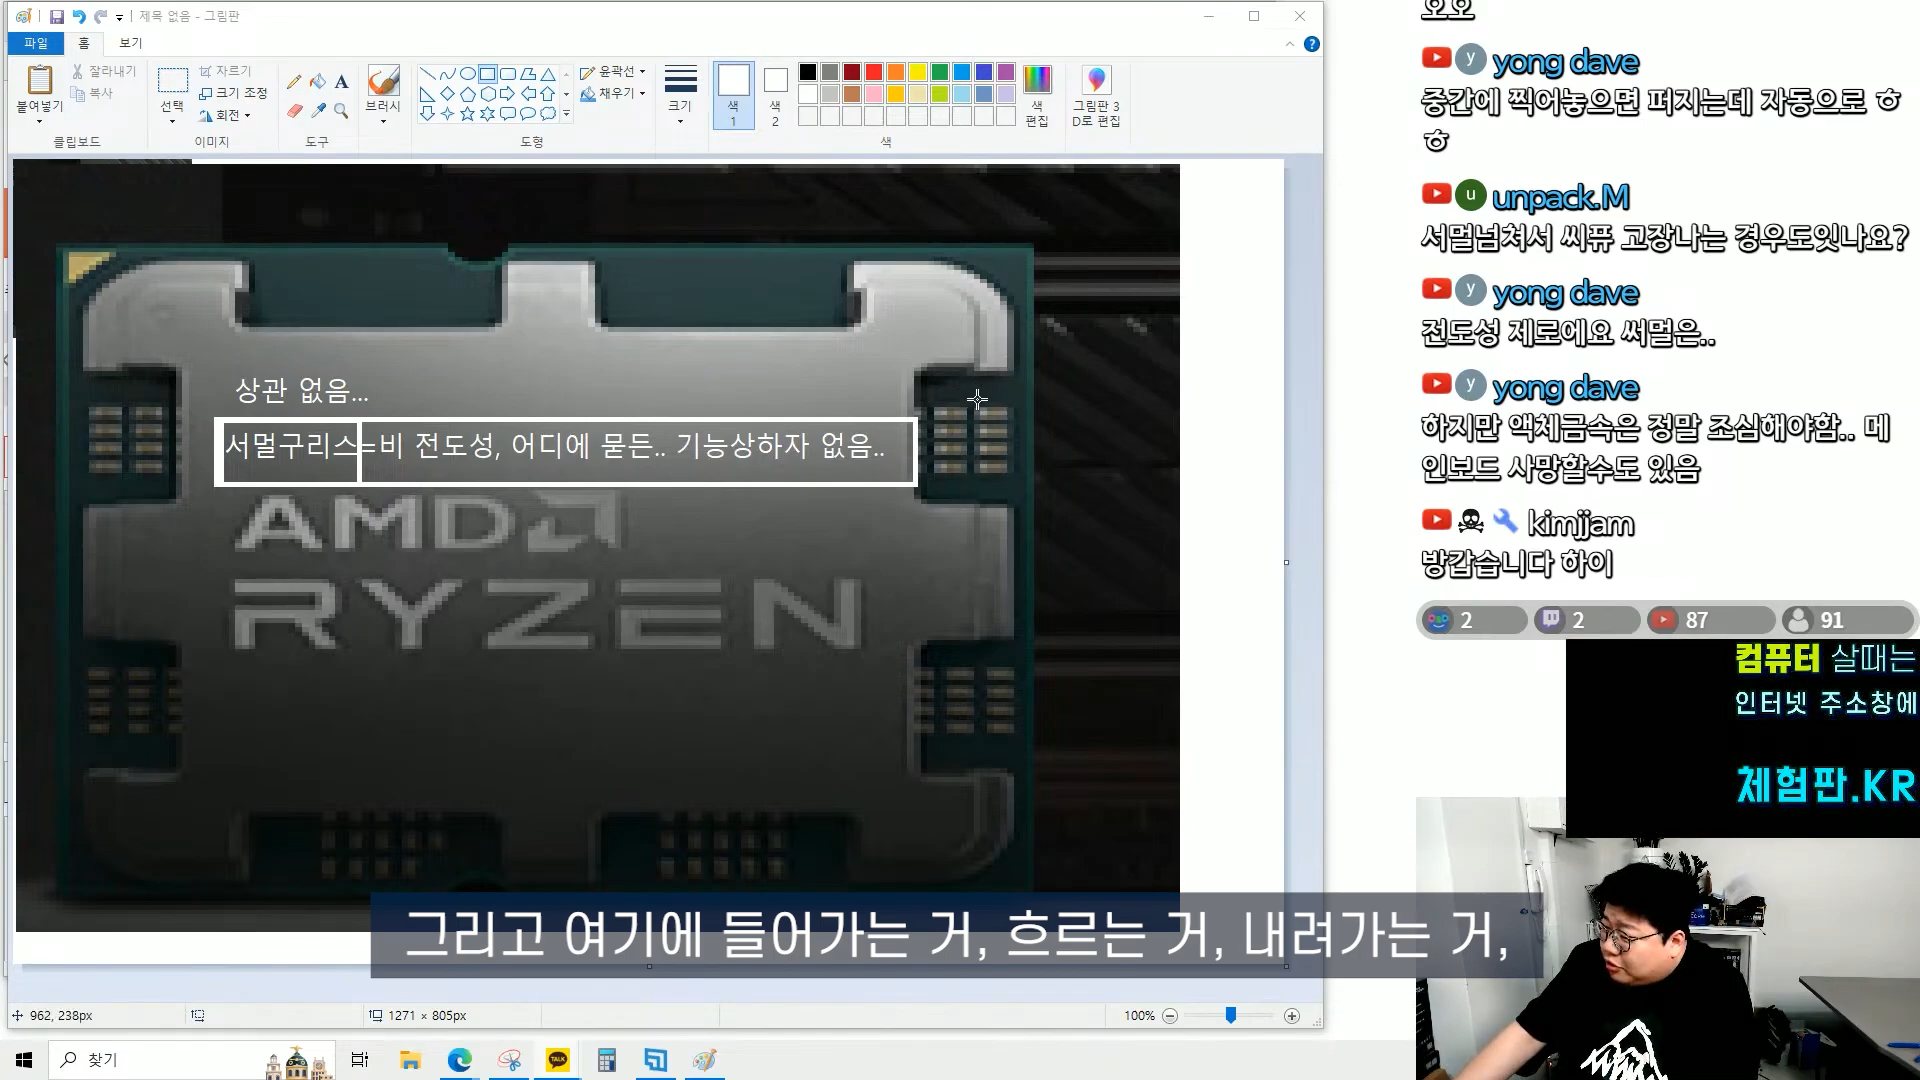 제목 없음 - 그림판
파일 홈 보기
붙여넣기
잘라내기
복사
클립보드
선택
자르기
크기 조정
회전
이미지
A
도구
브러시
윤곽선
채우기
도형
크기
색 1
색 2
색
색 편집
그림판 3D로 편집
상관 없음...
서멀구리스=비 전도성, 어디에 묻든.. 기능상하자 없음..
AMD
RYZEN
그리고 여기에 들어가는 거, 흐르는 거, 내려가는 거,
962, 238px
1271 × 805px
100%
찾기
TALK
오오
y yong dave
중간에 찍어놓으면 퍼지는데 자동으로 ㅎ
ㅎ
u unpack.M
서멀넘쳐서 씨퓨 고장나는 경우도잇나요?
y yong dave
전도성 제로에요 써멀은..
y yong dave
하지만 액체금속은 정말 조심해야함.. 메
인보드 사망할수도 있음
kimjjam
방갑습니다 하이
2 2 87 91
컴퓨터 살때는
인터넷 주소창에
체험판.KR